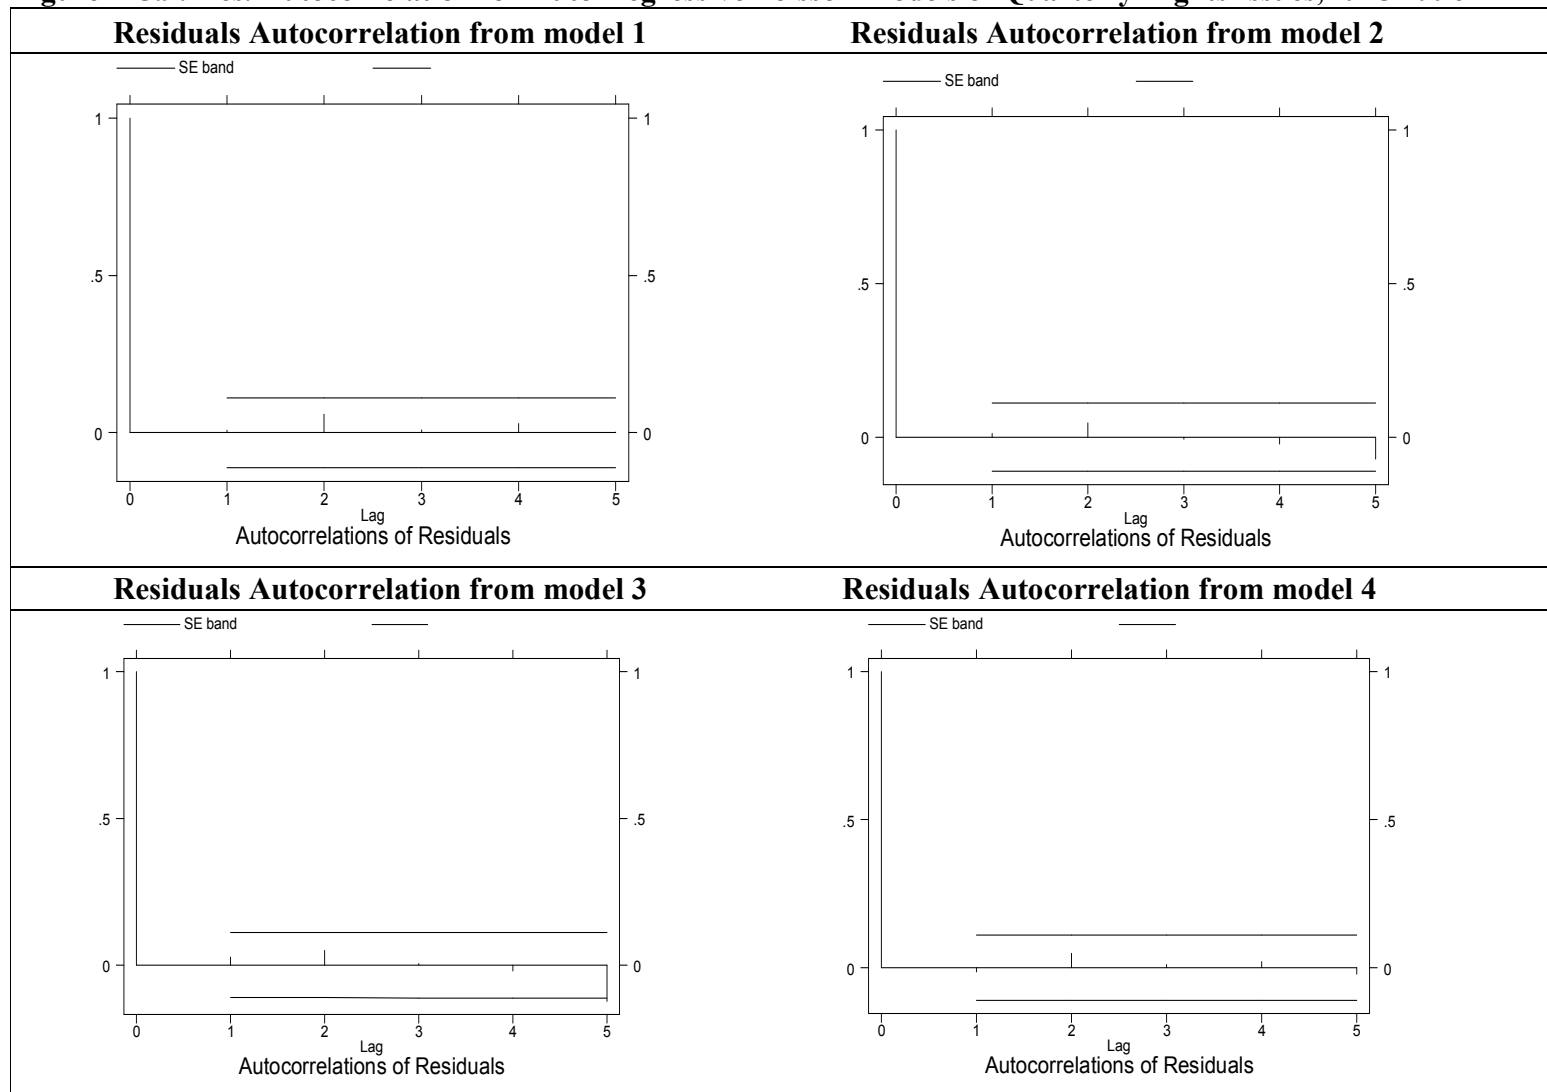 Residuals Autocorrelation from model 1
Residuals Autocorrelation from model 2
SE band
1
.5
0
1
.5
0
0 1 2 3 4 5
Lag
Autocorrelations of Residuals
SE band
1
.5
0
1
.5
0
0 1 2 3 4 5
Lag
Autocorrelations of Residuals
Residuals Autocorrelation from model 3
Residuals Autocorrelation from model 4
SE band
1
.5
0
1
.5
0
0 1 2 3 4 5
Lag
Autocorrelations of Residuals
SE band
1
.5
0
1
.5
0
0 1 2 3 4 5
Lag
Autocorrelations of Residuals